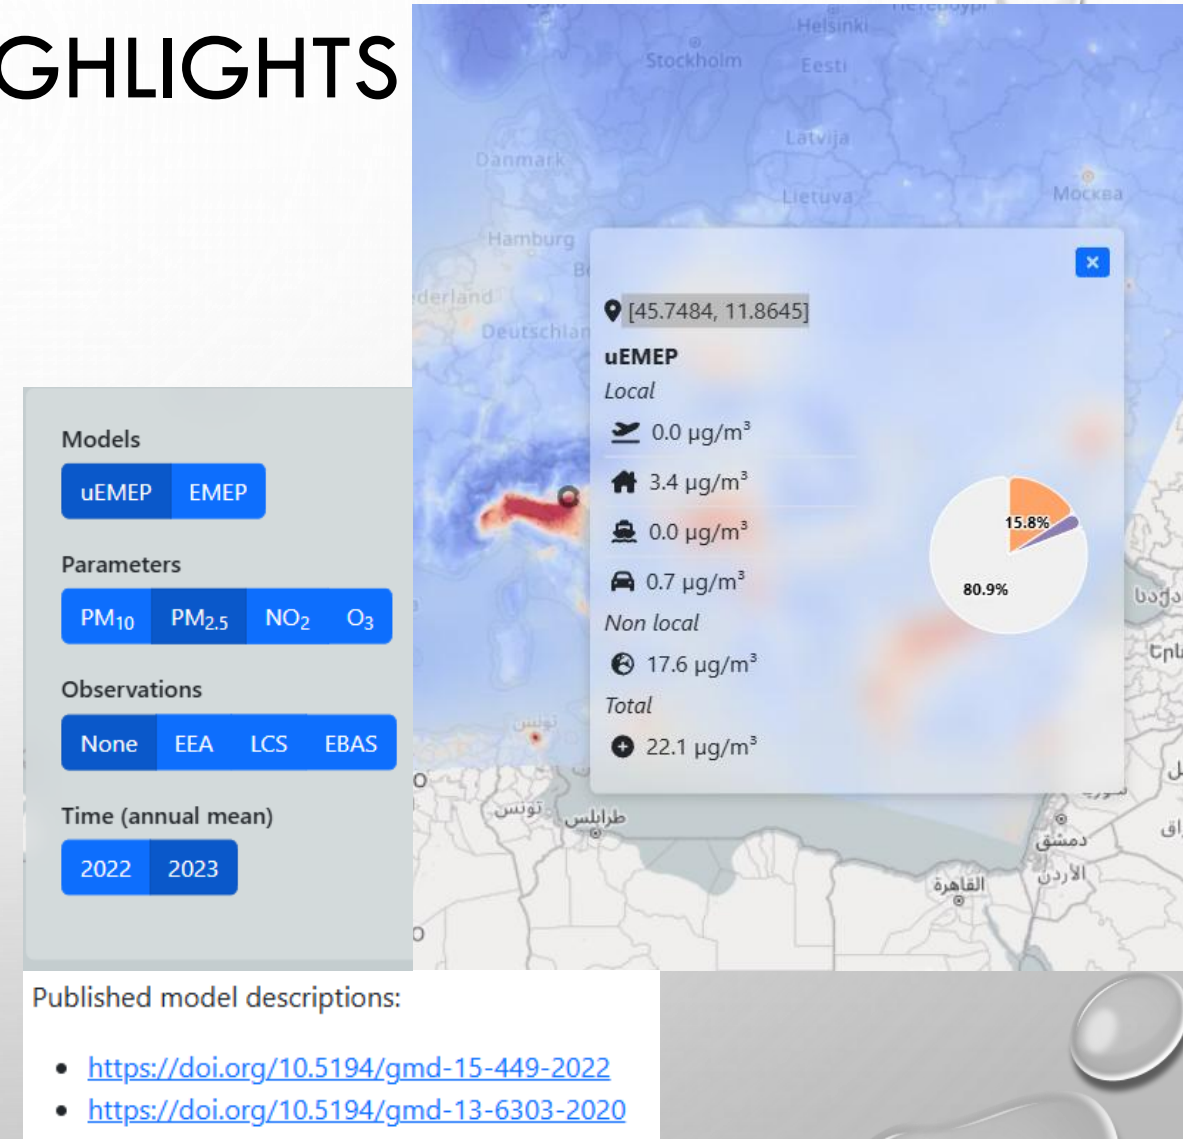 GHLIGHTS
Helsinki
Stockholm
Eesti
Latvija
Danmark
Lietuva
Москва
Hamburg
derland
Deutschlan
[45.7484, 11.8645]
uEMEP
Local
0.0 µg/m³
3.4 µg/m³
0.0 µg/m³
0.7 µg/m³
Non local
17.6 µg/m³
Total
22.1 µg/m³
15.8%
80.9%
Models
uEMEP EMEP
Parameters
PM₁₀ PM₂.₅ NO₂ O₃
Observations
None EEA LCS EBAS
Time (annual mean)
2022 2023
تونس
تونس
طرابلس
دمشق
الأردن
القاهرة
Published model descriptions:
• https://doi.org/10.5194/gmd-15-449-2022
• https://doi.org/10.5194/gmd-13-6303-2020